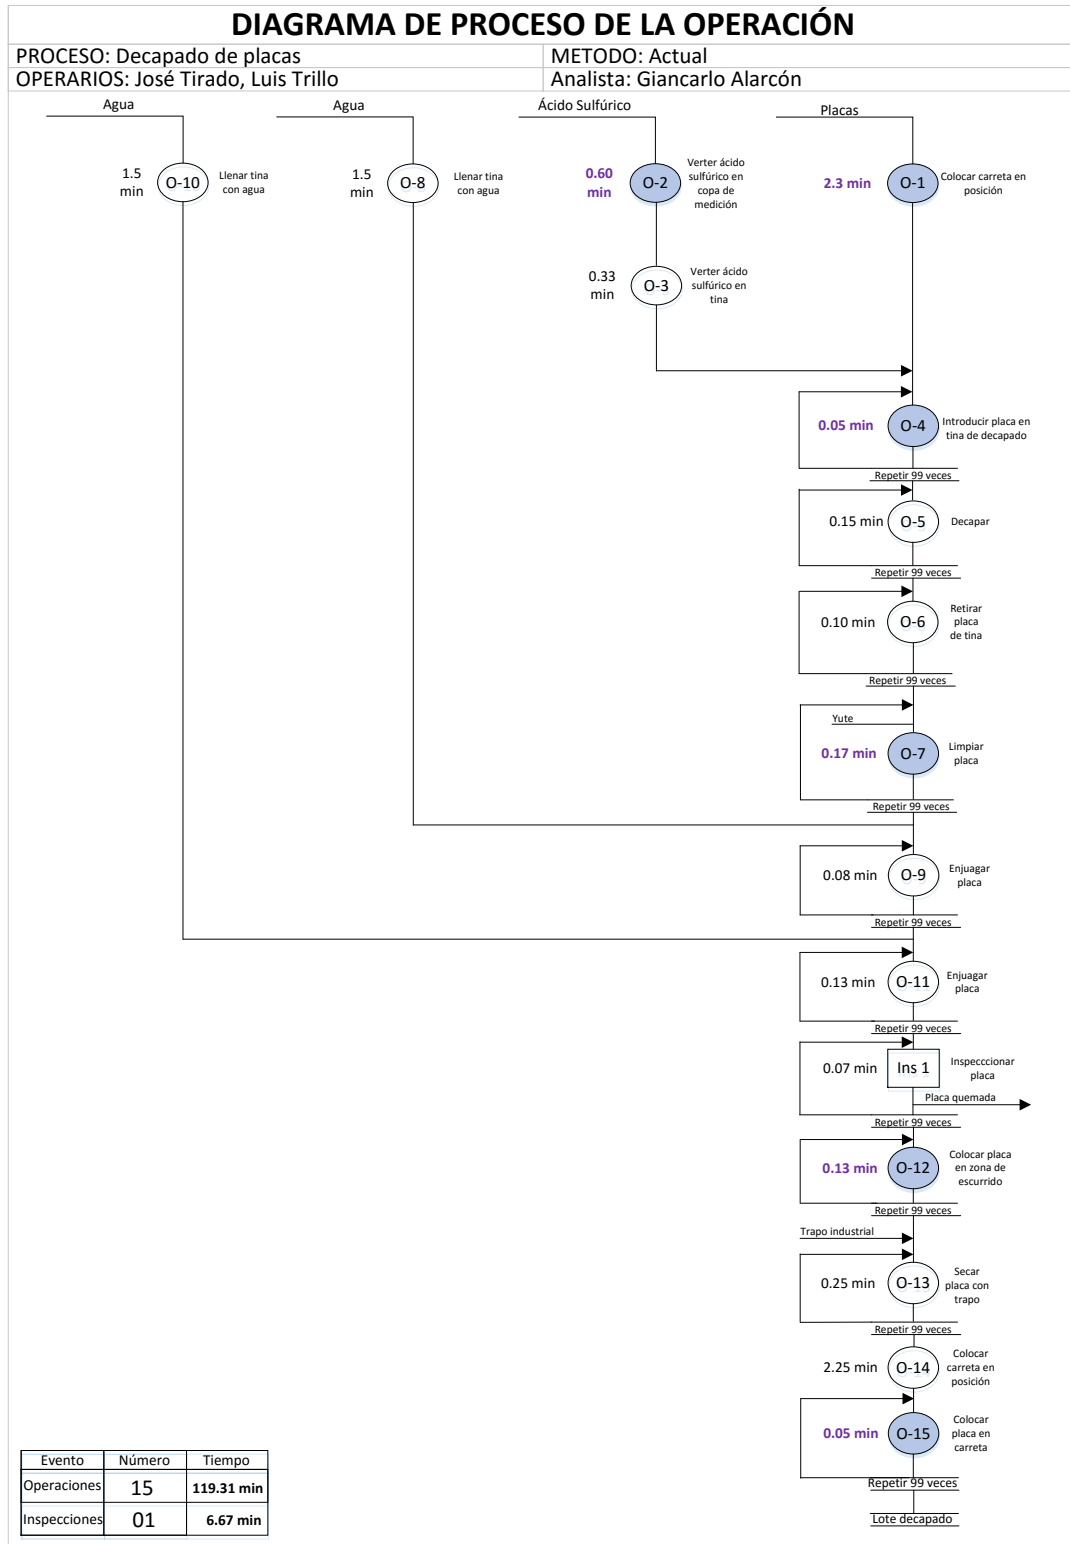 DIAGRAMA DE PROCESO DE LA OPERACIÓN
PROCESO: Decapado de placas
METODO: Actual
OPERARIOS: José Tirado, Luis Trillo
Analista: Giancarlo Alarcón
Agua
Agua
Ácido Sulfúrico
Placas
1.5
min
O-10
Llenar tina
con agua
1.5
min
O-8
Llenar tina
con agua
0.60
min
O-2
Verter ácido
sulfúrico en
copa de
medición
2.3 min
O-1
Colocar carreta en
posición
0.33
min
O-3
Verter ácido
sulfúrico en
tina
0.05 min
O-4
Introducir placa en
tina de decapado
Repetir 99 veces
0.15 min
O-5
Decapar
Repetir 99 veces
0.10 min
O-6
Retirar
placa
de tina
Repetir 99 veces
Yute
0.17 min
O-7
Limpiar
placa
Repetir 99 veces
0.08 min
O-9
Enjuagar
placa
Repetir 99 veces
0.13 min
O-11
Enjuagar
placa
Repetir 99 veces
0.07 min
Ins 1
Inspecccionar
placa
Placa quemada
Repetir 99 veces
0.13 min
O-12
Colocar placa
en zona de
escurrido
Repetir 99 veces
Trapo industrial
0.25 min
O-13
Secar
placa con
trapo
Repetir 99 veces
2.25 min
O-14
Colocar
carreta en
posición
0.05 min
O-15
Colocar
placa en
carreta
Repetir 99 veces
Lote decapado
Evento
Número
Tiempo
Operaciones
15
119.31 min
Inspecciones
01
6.67 min